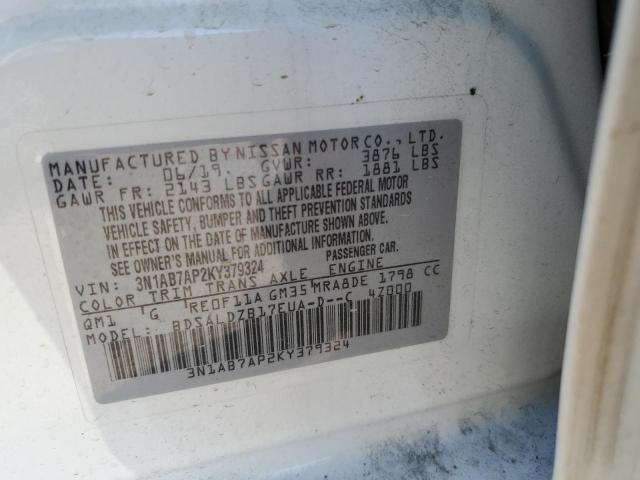 MANUFACTURED BY NISSAN MOTOR CO., LTD.
DATE: 06/19 GVWR: 3876 LBS
GAWR FR: 2143 LBS GAWR RR: 1881 LBS
THIS VEHICLE CONFORMS TO ALL APPLICABLE FEDERAL MOTOR
VEHICLE SAFETY, BUMPER AND THEFT PREVENTION STANDARDS
IN EFFECT ON THE DATE OF MANUFACTURE SHOWN ABOVE.
SEE OWNER'S MANUAL FOR ADDITIONAL INFORMATION.
VIN: 3N1AB7AP2KY379324 PASSENGER CAR.
COLOR TRIM TRANS AXLE ENGINE
QM1 G RE0F11A GM35 MRA8DE 1798 CC
MODEL: BDSALDZB17EUA-D--C 4Z000
3N1AB7AP2KY379324